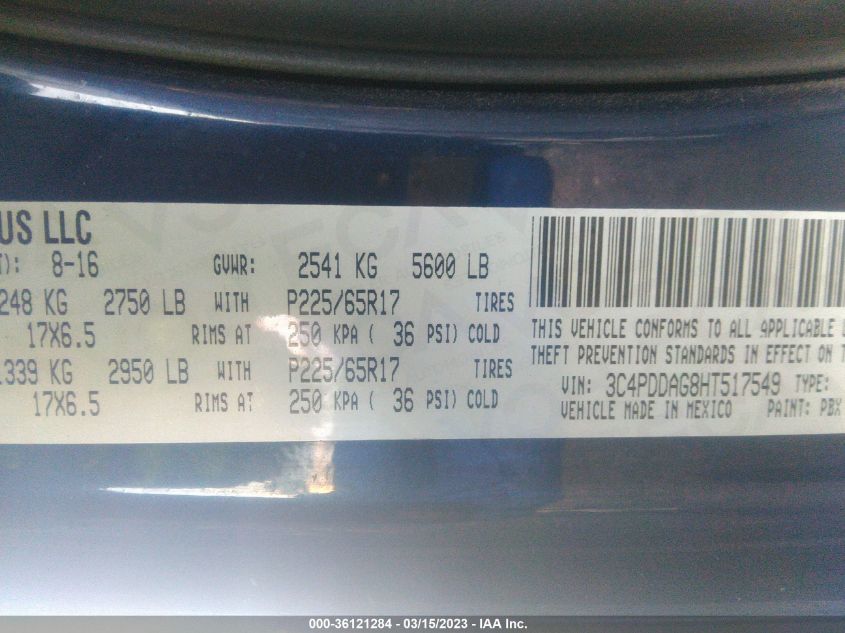 US LLC
T): 8-16 GVWR: 2541 KG 5600 LB
248 KG 2750 LB WITH P225/65R17 TIRES
17X6.5 RIMS AT 250 KPA ( 36 PSI) COLD
1339 KG 2950 LB WITH P225/65R17 TIRES
17X6.5 RIMS AT 250 KPA ( 36 PSI) COLD
THIS VEHICLE CONFORMS TO ALL APPLICABLE
THEFT PREVENTION STANDARDS IN EFFECT ON T
VIN: 3C4PDDAG8HT517549 TYPE:
VEHICLE MADE IN MEXICO PAINT: PBX
000-36121284 - 03/15/2023 - IAA Inc.